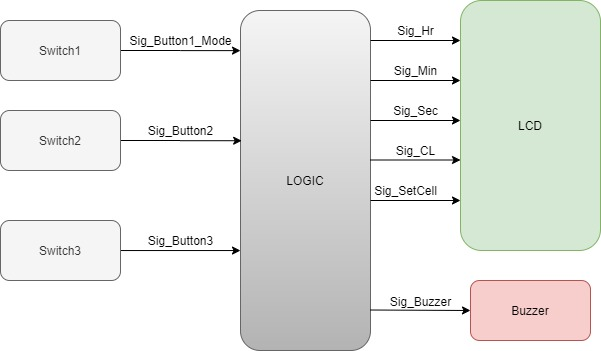 Switch1
Sig_Button1_Mode
Switch2
Sig_Button2
Switch3
Sig_Button3
LOGIC
Sig_Hr
Sig_Min
Sig_Sec
Sig_CL
Sig_SetCell
LCD
Sig_Buzzer
Buzzer